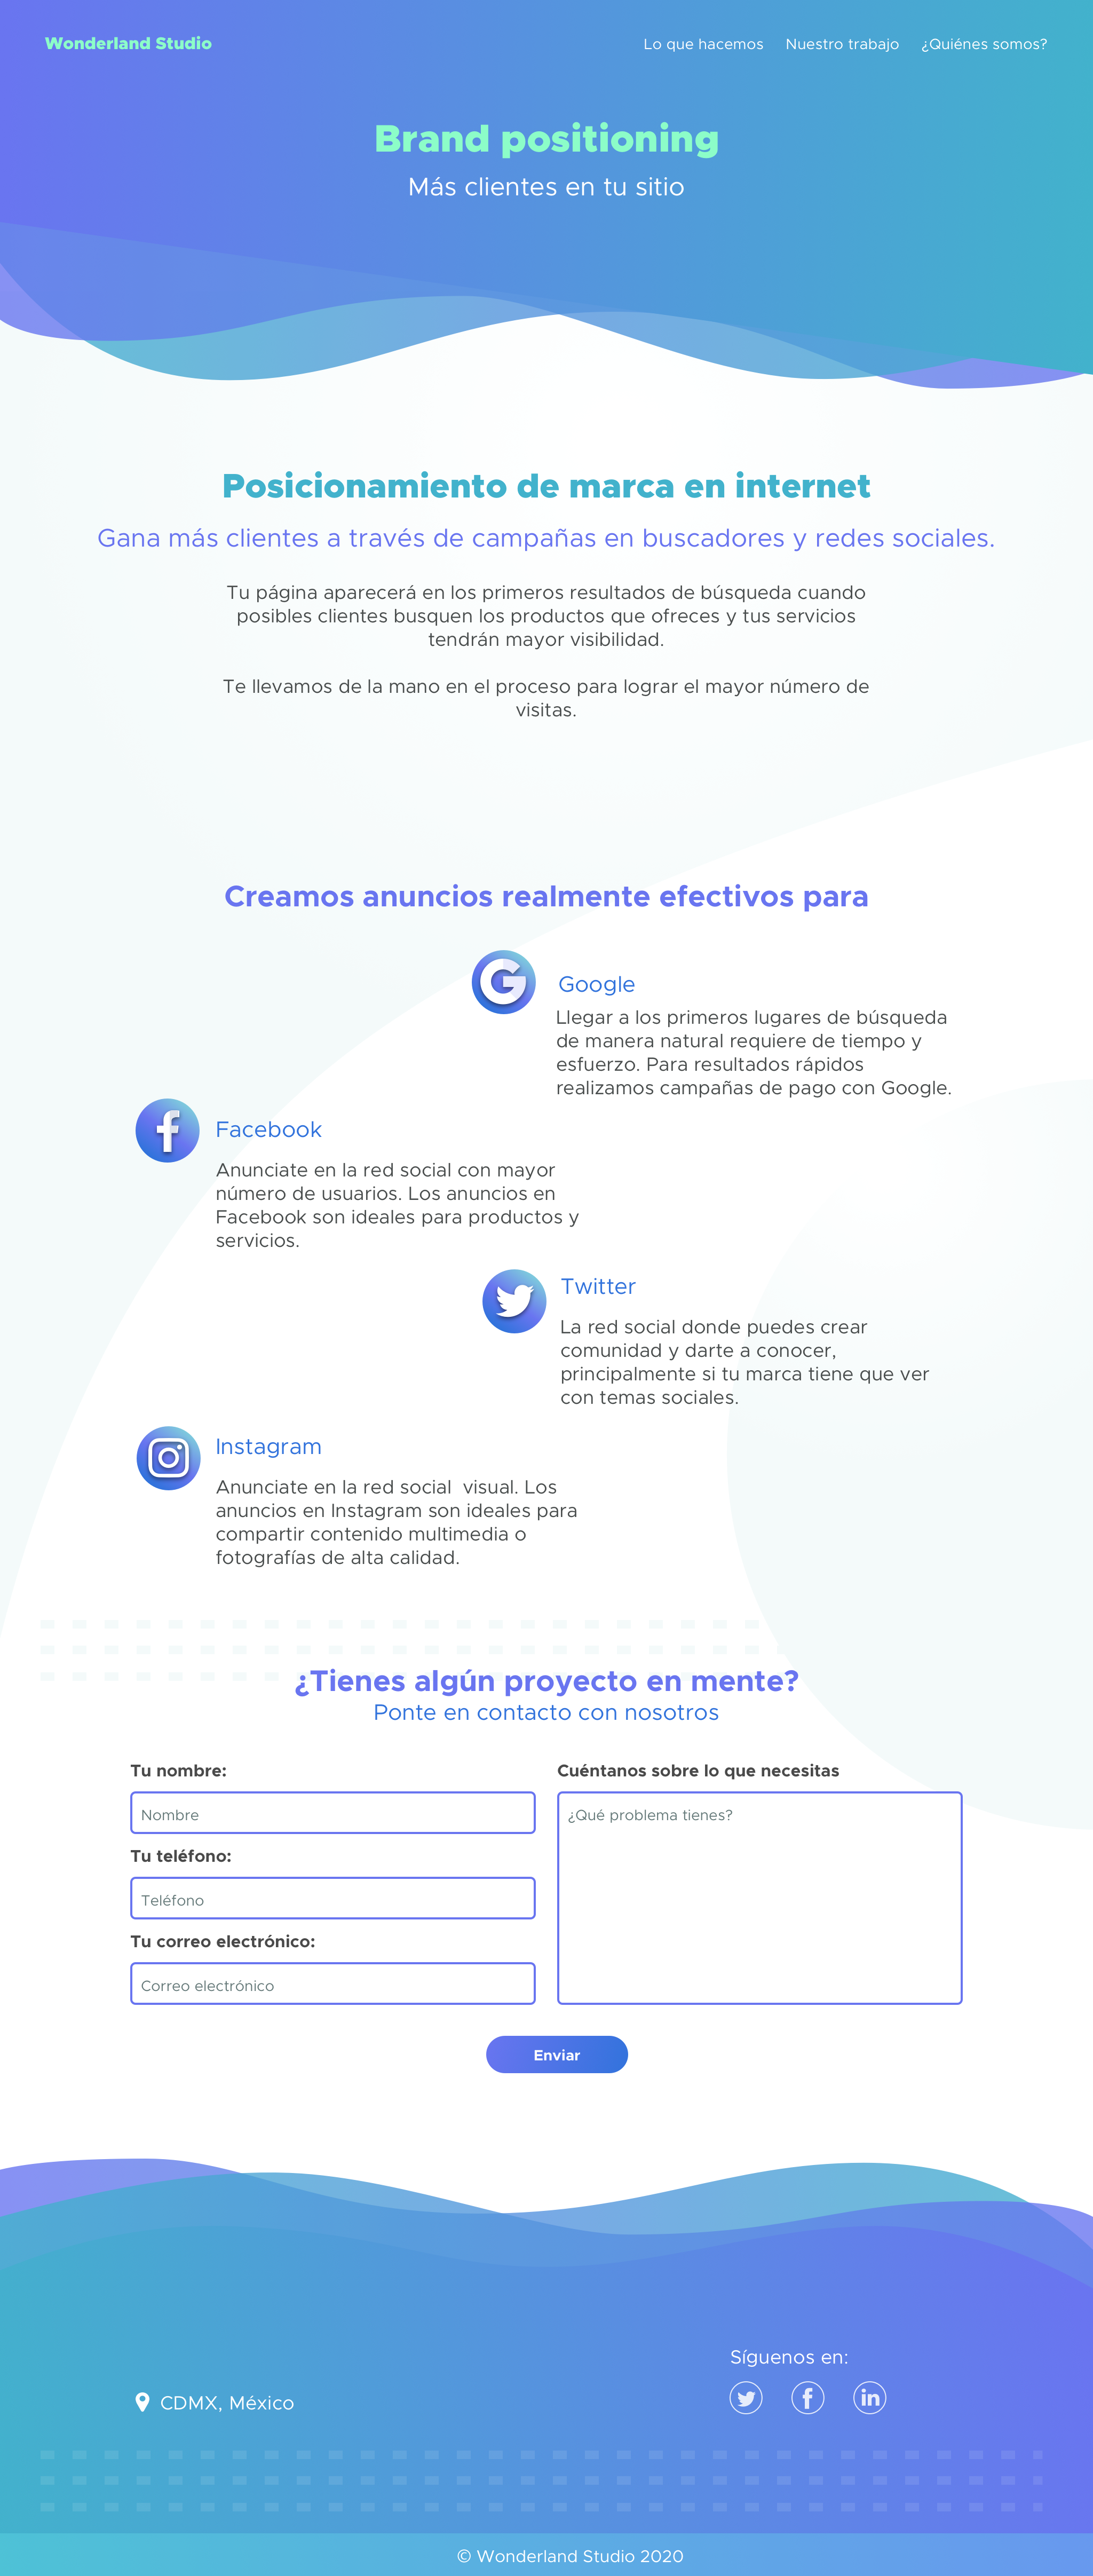 Wonderland Studio
Lo que hacemos Nuestro trabajo ¿Quiénes somos?
Brand positioning
Más clientes en tu sitio
Posicionamiento de marca en internet
Gana más clientes a través de campañas en buscadores y redes sociales.
Tu página aparecerá en los primeros resultados de búsqueda cuando
posibles clientes busquen los productos que ofreces y tus servicios
tendrán mayor visibilidad.
Te llevamos de la mano en el proceso para lograr el mayor número de
visitas.
Creamos anuncios realmente efectivos para
Google
Llegar a los primeros lugares de búsqueda
de manera natural requiere de tiempo y
esfuerzo. Para resultados rápidos
realizamos campañas de pago con Google.
Facebook
Anunciate en la red social con mayor
número de usuarios. Los anuncios en
Facebook son ideales para productos y
servicios.
Twitter
La red social donde puedes crear
comunidad y darte a conocer,
principalmente si tu marca tiene que ver
con temas sociales.
Instagram
Anunciate en la red social  visual. Los
anuncios en Instagram son ideales para
compartir contenido multimedia o
fotografías de alta calidad.
¿Tienes algún proyecto en mente?
Ponte en contacto con nosotros
Tu nombre:
Nombre
Tu teléfono:
Teléfono
Tu correo electrónico:
Correo electrónico
Cuéntanos sobre lo que necesitas
¿Qué problema tienes?
Enviar
CDMX, México
Síguenos en:
© Wonderland Studio 2020